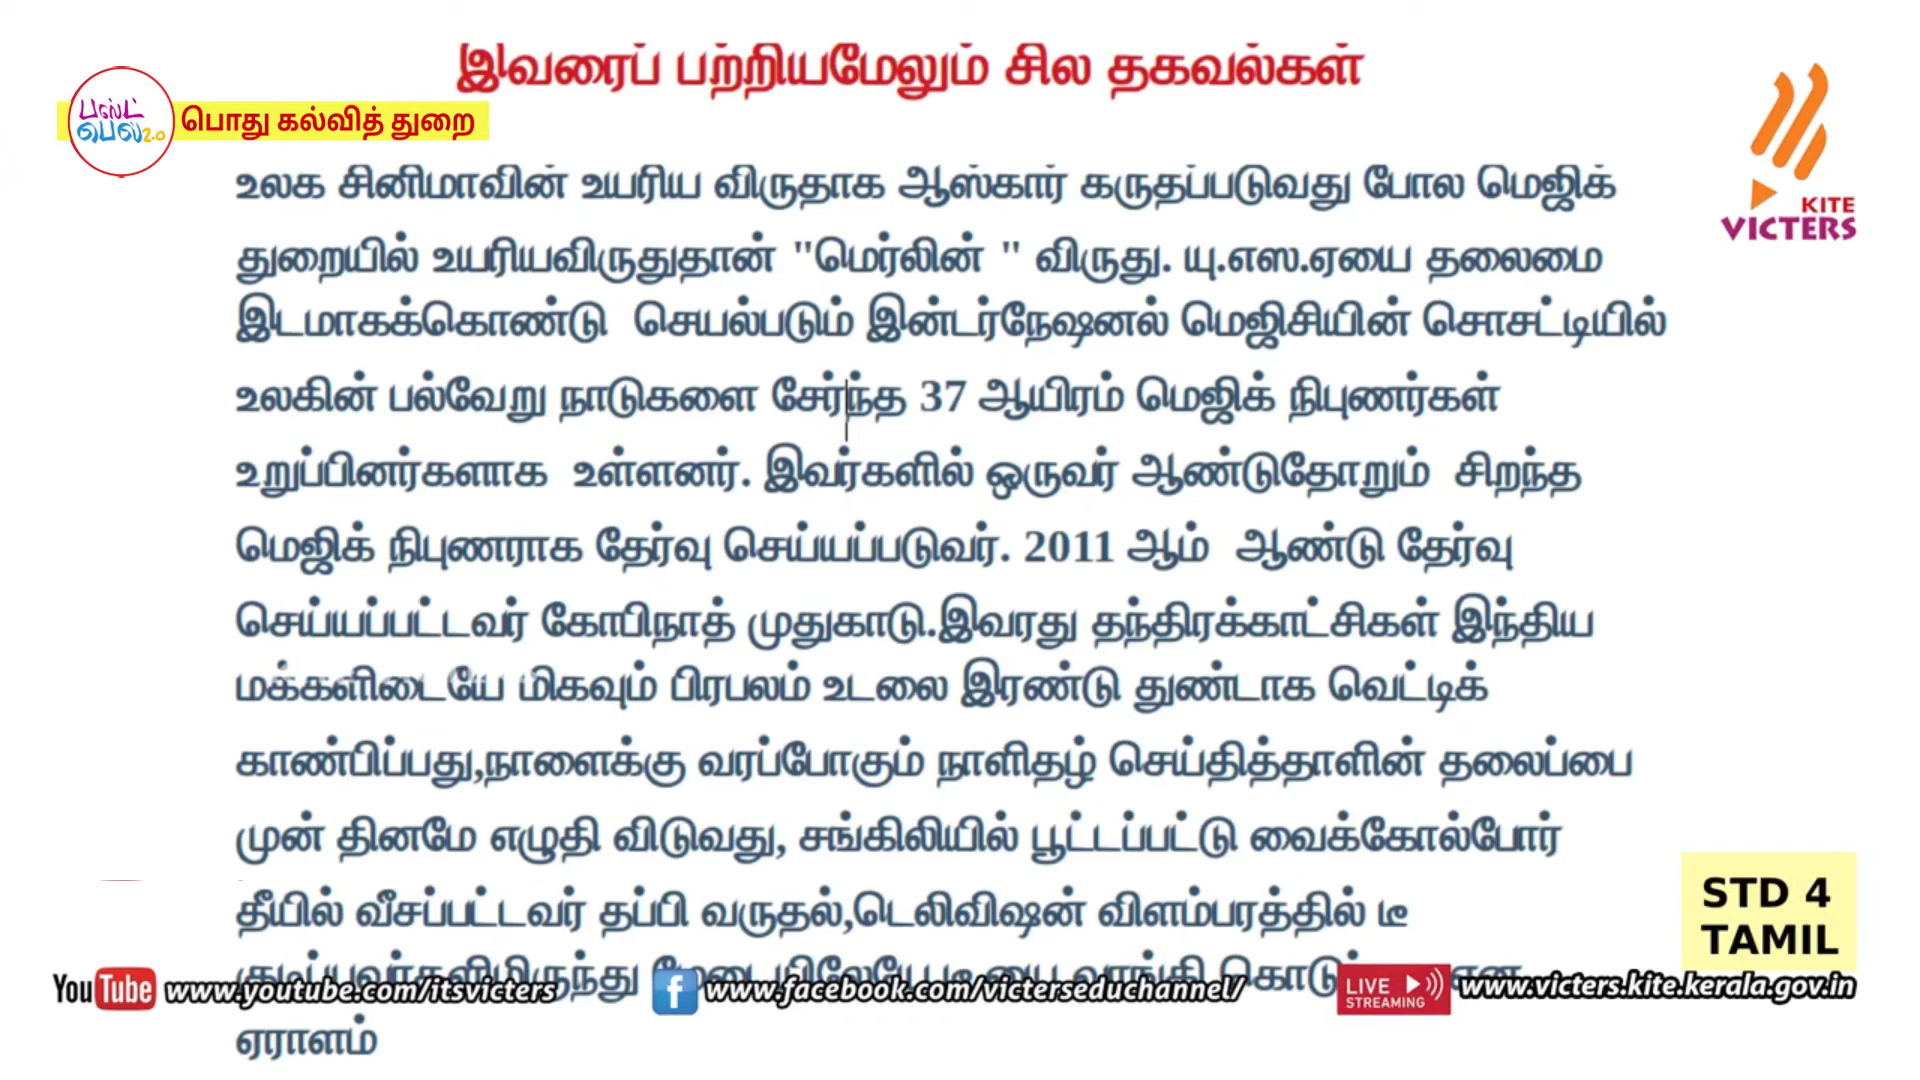 இவரைப் பற்றியமேலும் சில தகவல்கள்
பஸ்ட் பெல் 2.0
பொது கல்வித் துறை
KITE
VICTERS
உலக சினிமாவின் உயரிய விருதாக ஆஸ்கார் கருதப்படுவது போல மெஜிக்
துறையில் உயரியவிருதுதான் "மெர்லின் " விருது. யு.எஸ.ஏயை தலைமை
இடமாகக்கொண்டு செயல்படும் இன்டர்நேஷனல் மெஜிசியின் சொசட்டியில்
உலகின் பல்வேறு நாடுகளை சேர்ந்த 37 ஆயிரம் மெஜிக் நிபுணர்கள்
உறுப்பினர்களாக உள்ளனர். இவர்களில் ஒருவர் ஆண்டுதோறும் சிறந்த
மெஜிக் நிபுணராக தேர்வு செய்யப்படுவர். 2011 ஆம் ஆண்டு தேர்வு
செய்யப்பட்டவர் கோபிநாத் முதுகாடு.இவரது தந்திரக்காட்சிகள் இந்திய
மக்களிடையே மிகவும் பிரபலம் உடலை இரண்டு துண்டாக வெட்டிக்
காண்பிப்பது,நாளைக்கு வரப்போகும் நாளிதழ் செய்தித்தாளின் தலைப்பை
முன் தினமே எழுதி விடுவது, சங்கிலியில் பூட்டப்பட்டு வைக்கோல்போர்
தீயில் வீசப்பட்டவர் தப்பி வருதல்,டெலிவிஷன் விளம்பரத்தில் டீ
ஏராளம்
STD 4
TAMIL
YouTube www.youtube.com/itsvicters
f www.facebook.com/victerseduchannel/
LIVE STREAMING www.victers.kite.kerala.gov.in